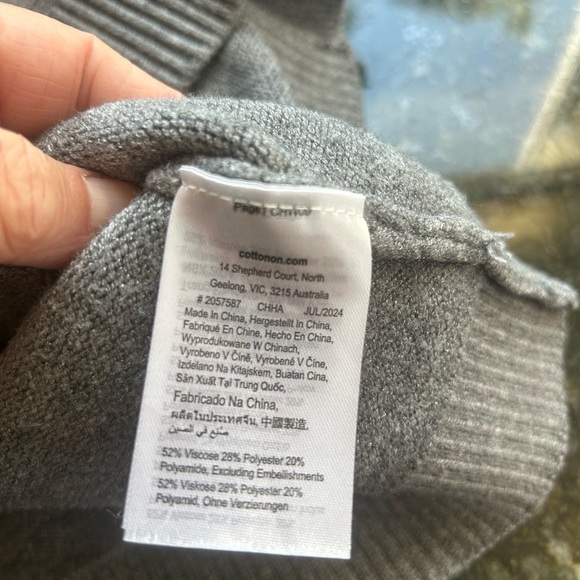 cottonon.com
14 Shepherd Court, North
Geelong, VIC, 3215 Australia
# 2057587 CHHA JUL/2024
Made In China, Hergestellt In China,
Fabriqué En Chine, Hecho En China,
Wyprodukowane W Chinach,
Vyrobeno V Číně, Vyrobené V Číne,
Izdelano Na Kitajskem, Buatan Cina,
Sản Xuất Tại Trung Quốc,
Fabricado Na China,
ผลิตในประเทศจีน, 中國製造,
صنع في الصين
52% Viscose 28% Polyester 20%
Polyamide, Excluding Embellishments
52% Viskose 28% Polyester 20%
Polyamid, Ohne Verzierungen